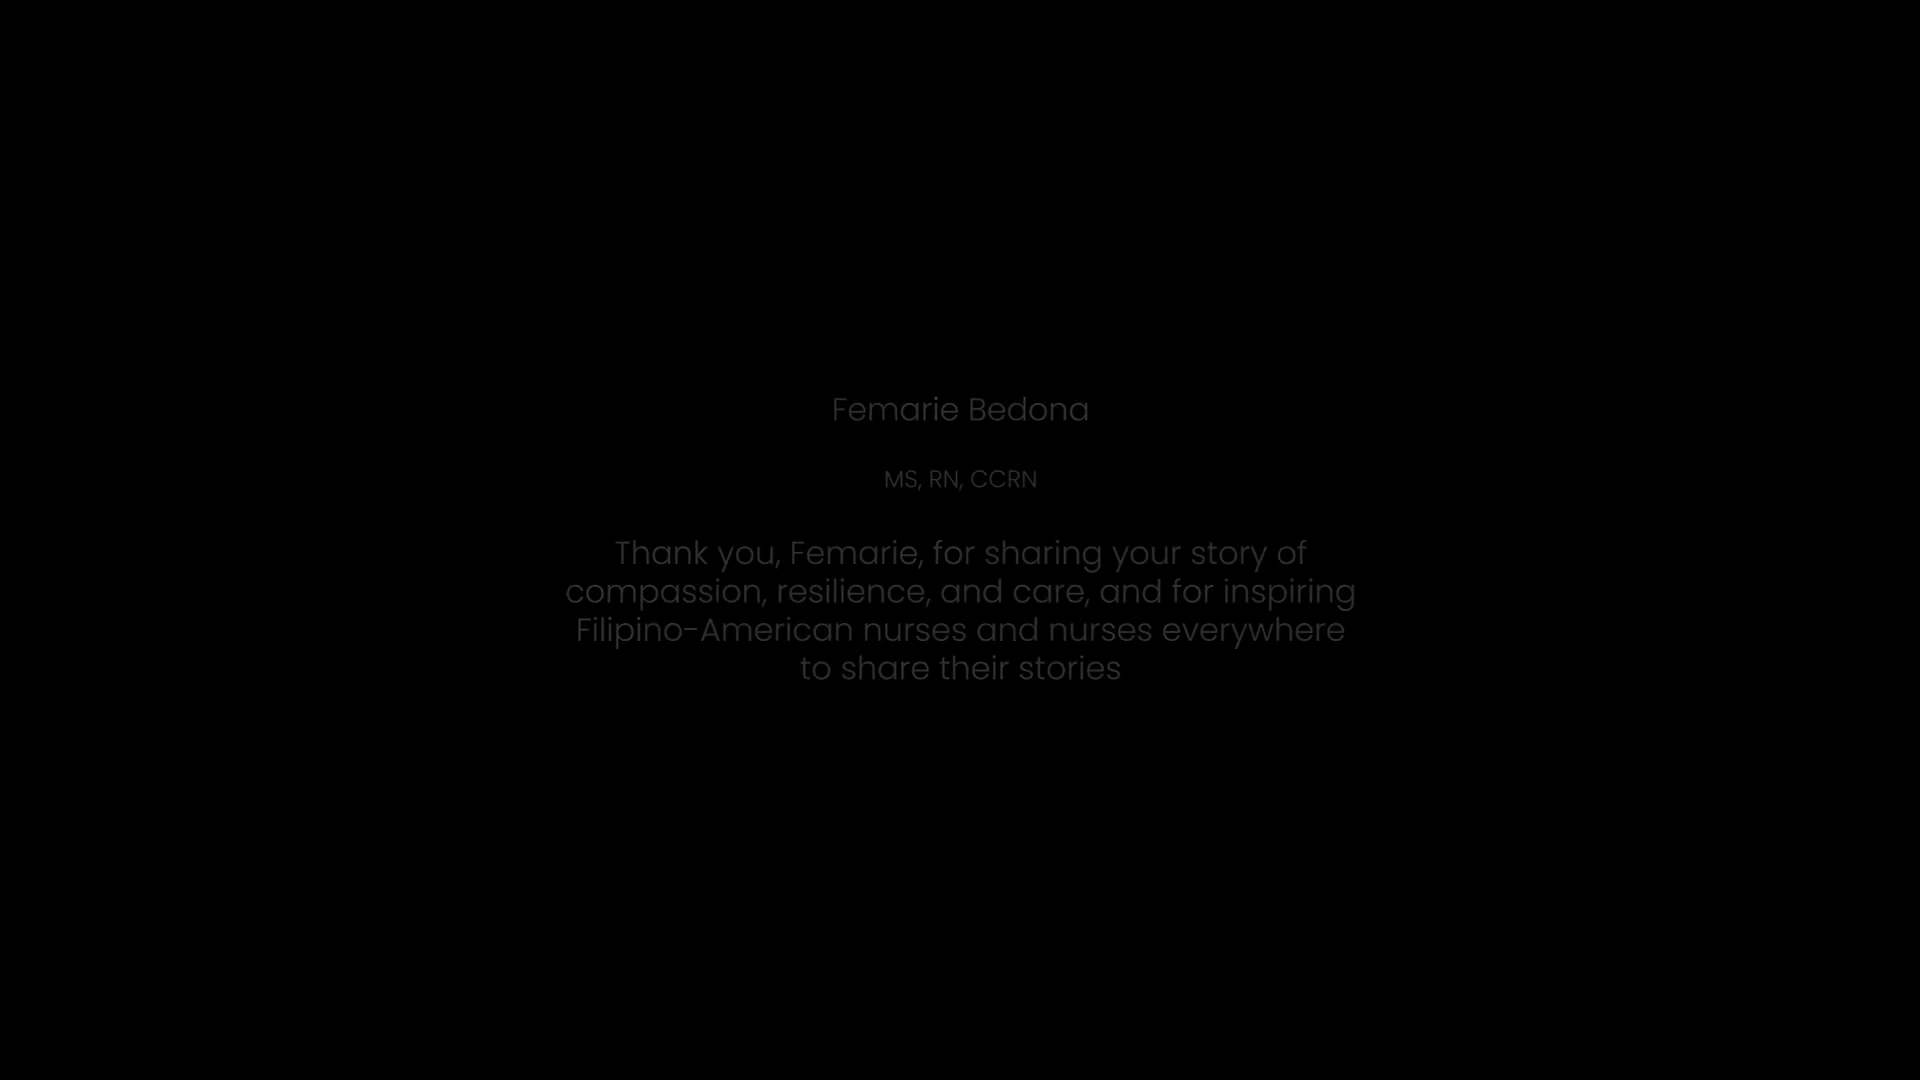 Femarie Bedona
MS, RN, CCRN
Thank you, Femarie, for sharing your story of
compassion, resilience, and care, and for inspiring
Filipino-American nurses and nurses everywhere
to share their stories